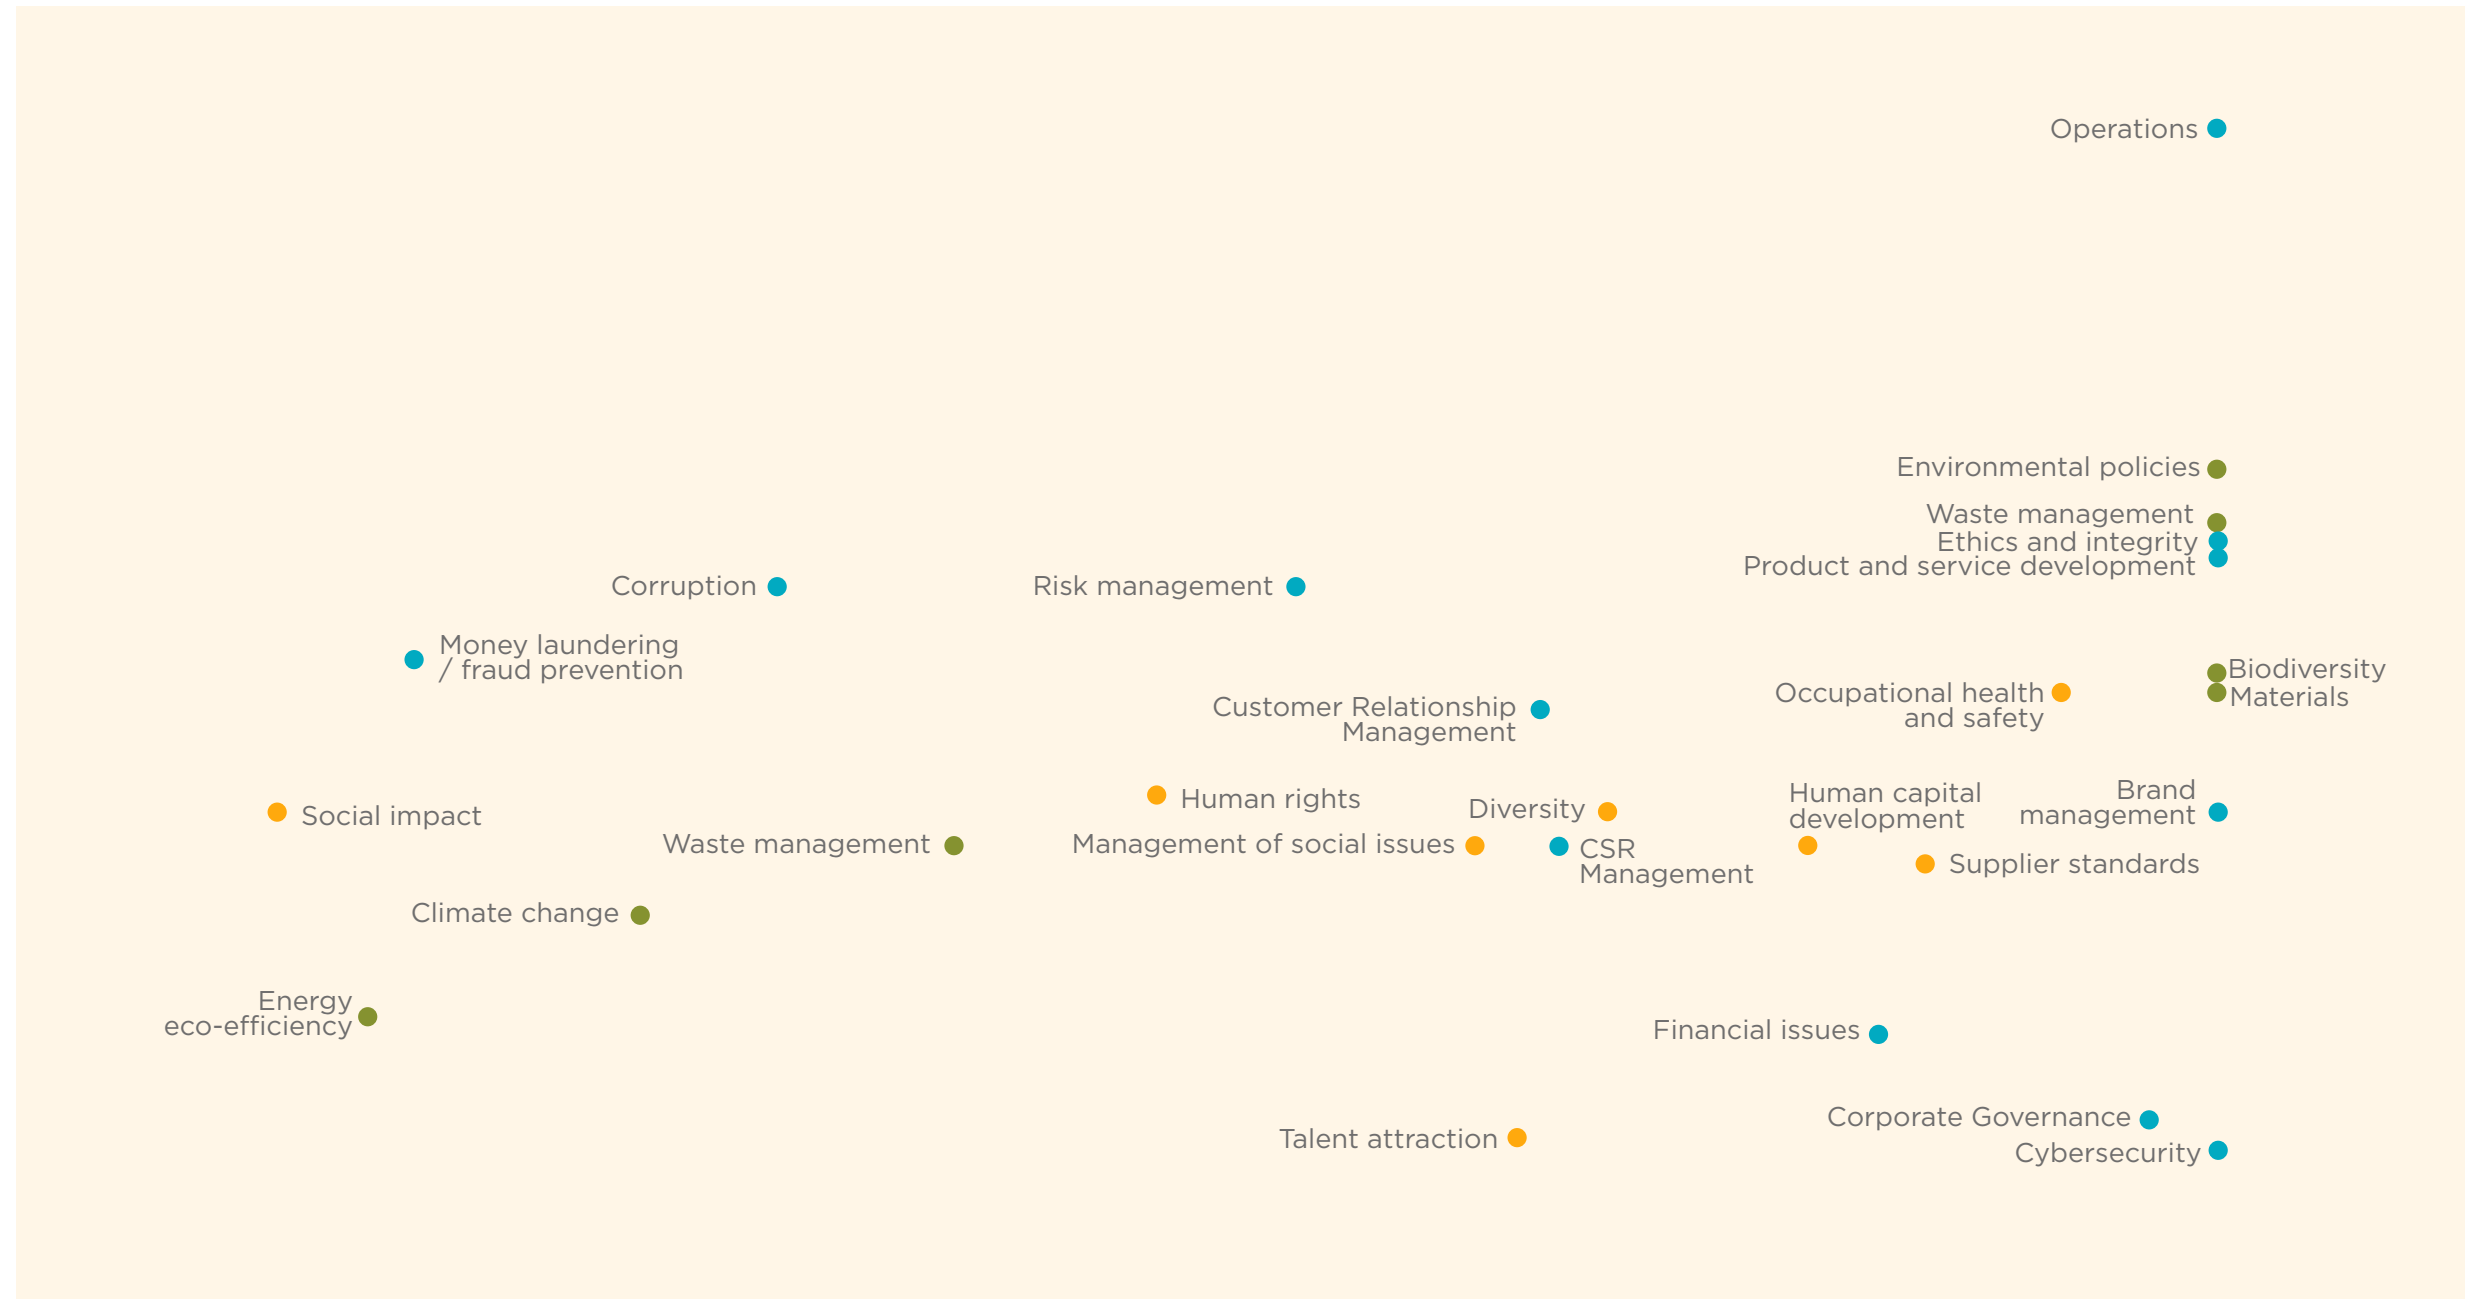 Operations
Environmental policies
Waste management
Ethics and integrity
Product and service development
Corruption
Risk management
Money laundering
/ fraud prevention
Biodiversity
Materials
Occupational health
and safety
Customer Relationship
Management
Social impact
Human rights
Diversity
Human capital
development
Brand
management
Waste management
Management of social issues
CSR
Management
Supplier standards
Climate change
Energy
eco-efficiency
Financial issues
Corporate Governance
Talent attraction
Cybersecurity